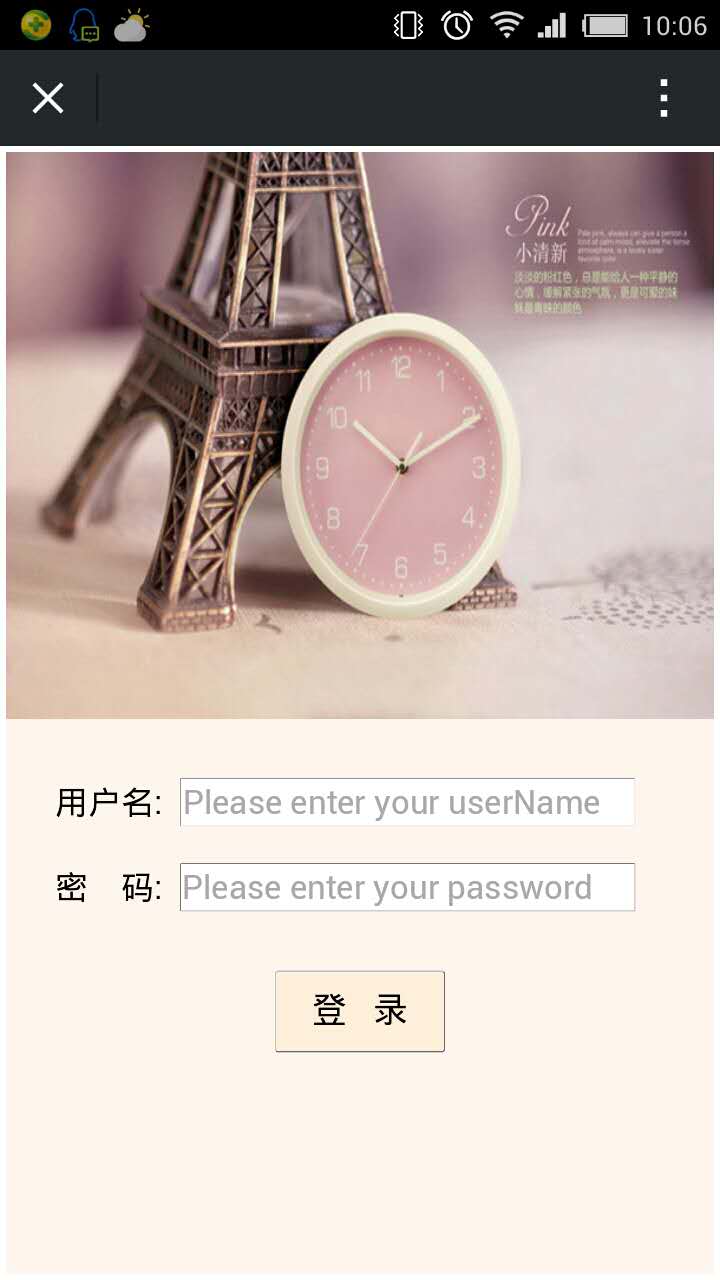 10:06
Pink
小清新
Pale pink, always can give a person a
kind of calm mood, alleviate the tense
atmosphere, is a lovely sister
favorite color
淡淡的粉红色，总是能给人一种平静的
心情，缓解紧张的气氛，更是可爱的妹
妹最青睐的颜色
12
11
1
10
2
9
3
8
4
7
5
6
用户名: Please enter your userName
密 码: Please enter your password
登 录